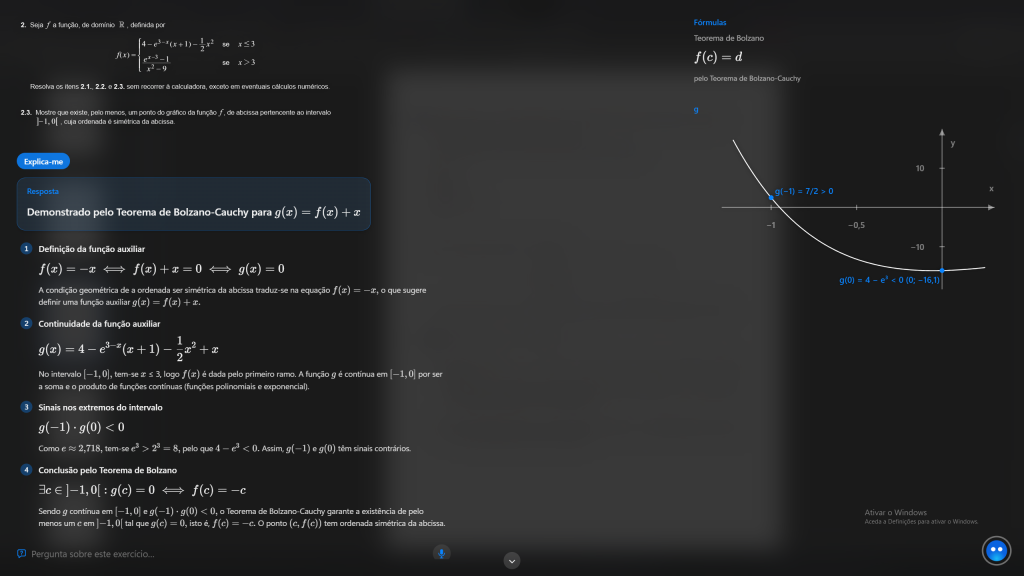 2. Seja f a função, de domínio ℝ, definida por
f(x) = { 4 − e^{3−x}(x+1) − 1/2 x² se x ≤ 3
e^{x−3} − 1 / x² − 9 se x > 3
Resolva os itens 2.1., 2.2. e 2.3. sem recorrer à calculadora, exceto em eventuais cálculos numéricos.
2.3. Mostre que existe, pelo menos, um ponto do gráfico da função f, de abcissa pertencente ao intervalo
]−1, 0[ , cuja ordenada é simétrica da abcissa.
Explica-me
Resposta
Demonstrado pelo Teorema de Bolzano-Cauchy para g(x) = f(x) + x
1 Definição da função auxiliar
f(x) = −x ⟺ f(x) + x = 0 ⟺ g(x) = 0
A condição geométrica de a ordenada ser simétrica da abcissa traduz-se na equação f(x) = −x, o que sugere
definir uma função auxiliar g(x) = f(x) + x.
2 Continuidade da função auxiliar
g(x) = 4 − e^{3−x}(x + 1) − 1/2 x² + x
No intervalo [−1, 0], tem-se x ≤ 3, logo f(x) é dada pelo primeiro ramo. A função g é contínua em [−1, 0] por ser
a soma e o produto de funções contínuas (funções polinomiais e exponencial).
3 Sinais nos extremos do intervalo
g(−1) · g(0) < 0
Como e ≈ 2,718, tem-se e³ > 2³ = 8, pelo que 4 − e³ < 0. Assim, g(−1) e g(0) têm sinais contrários.
4 Conclusão pelo Teorema de Bolzano
∃c ∈ ]−1, 0[ : g(c) = 0 ⟺ f(c) = −c
Sendo g contínua em [−1, 0] e g(−1) · g(0) < 0, o Teorema de Bolzano-Cauchy garante a existência de pelo
menos um c em ]−1, 0[ tal que g(c) = 0, isto é, f(c) = −c. O ponto (c, f(c)) tem ordenada simétrica da abcissa.
Pergunta sobre este exercício...
Fórmulas
Teorema de Bolzano
f(c) = d
pelo Teorema de Bolzano-Cauchy
g
y
10
x
g(−1) = 7/2 > 0
−1
−0,5
−10
g(0) = 4 − e³ < 0 (0; −16,1)
Ativar o Windows
Aceda a Definições para ativar o Windows.